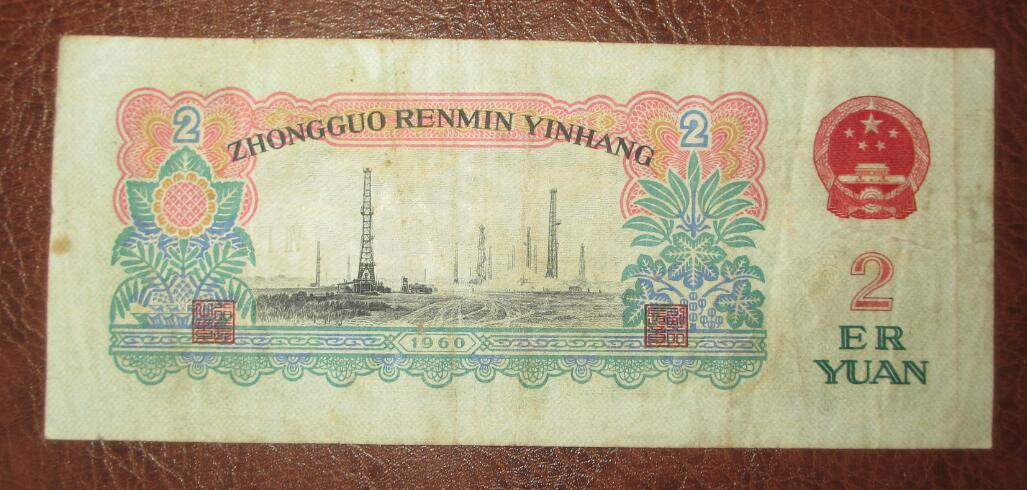 2
2
ZHONGGUO RENMIN YINHANG
1960
2
ER
YUAN